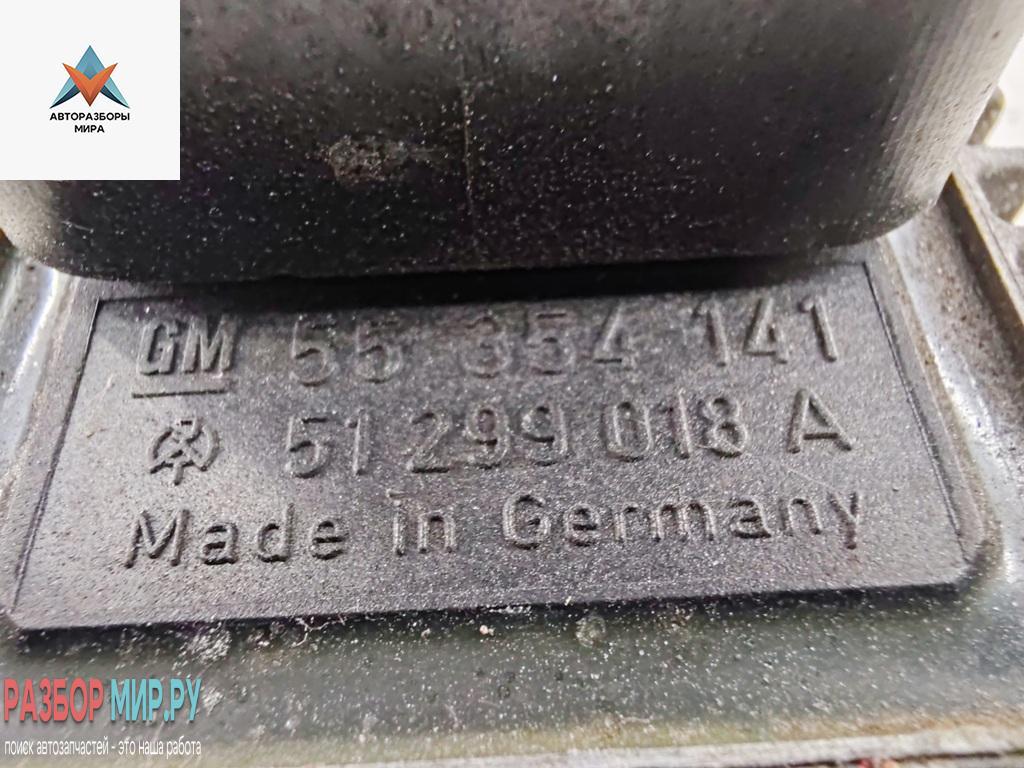 АВТОРАЗБОРЫ
МИРА
GM 55 354 141
51 299 018 A
Made in Germany
РАЗБОР МИР.РУ
поиск автозапчастей - это наша работа